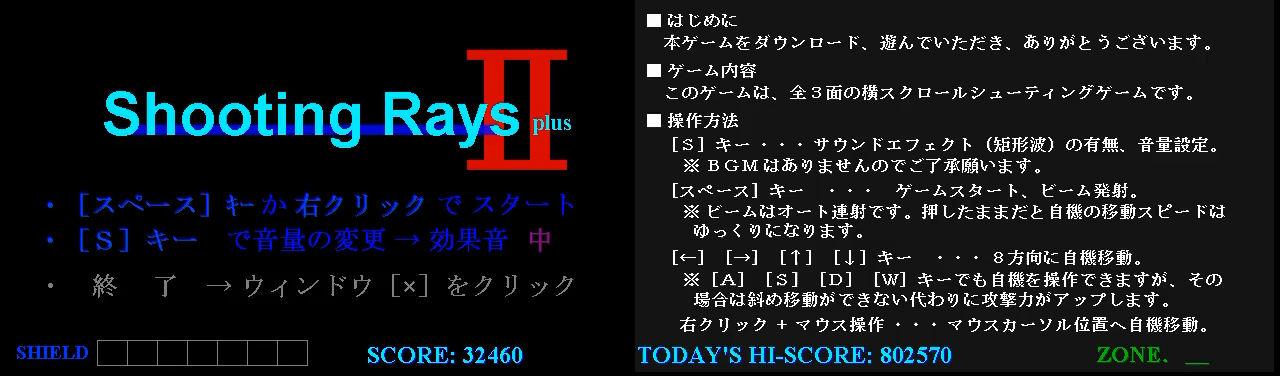 Shooting Rays II plus
・ ［スペース］ キー か 右クリック で スタート
・ ［Ｓ］ キー で音量の変更 → 効果音 中
・ 終 了 → ウィンドウ［×］をクリック
SHIELD
SCORE: 32460
■ はじめに
本ゲームをダウンロード、遊んでいただき、ありがとうございます。
■ ゲーム内容
このゲームは、全３面の横スクロールシューティングゲームです。
■ 操作方法
［Ｓ］ キー ・・・ サウンドエフェクト（矩形波）の有無、音量設定。
※ ＢＧＭはありませんのでご了承願います。
［スペース］ キー ・・・ ゲームスタート、ビーム発射。
※ ビームはオート連射です。押したままだと自機の移動スピードは
ゆっくりになります。
［←］ ［→］ ［↑］ ［↓］ キー ・・・ ８方向に自機移動。
※ ［Ａ］ ［Ｓ］ ［Ｄ］ ［Ｗ］ キーでも自機を操作できますが、その
場合は斜め移動ができない代わりに攻撃力がアップします。
右クリック + マウス操作 ・・・ マウスカーソル位置へ自機移動。
TODAY'S HI-SCORE: 802570
ZONE. __